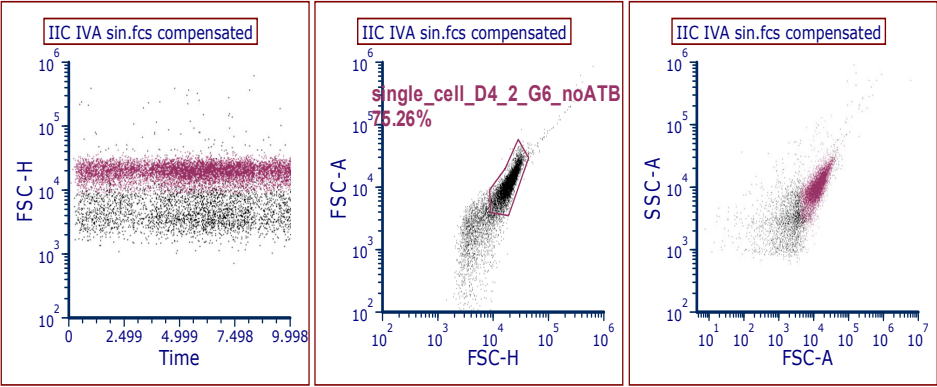 IIC IVA sin.fcs compensated
10^6
10^5
10^4
10^3
10^2
FSC-H
0 2.499 4.999 7.498 9.998
Time
IIC IVA sin.fcs compensated
10^6
10^5
10^4
10^3
10^2
FSC-A
single_cell_D4_2_G6_noATB
75.26%
10^2 10^3 10^4 10^5 10^6
FSC-H
IIC IVA sin.fcs compensated
10^6
10^5
10^4
10^3
10^2
SSC-A
10^1 10^2 10^3 10^4 10^5 10^6 10^7
FSC-A